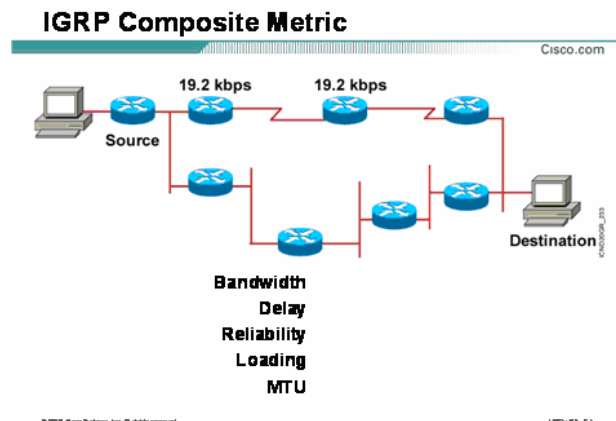 IGRP Composite Metric
Cisco.com
19.2 kbps 19.2 kbps
Source
Destination
Bandwidth
Delay
Reliability
Loading
MTU